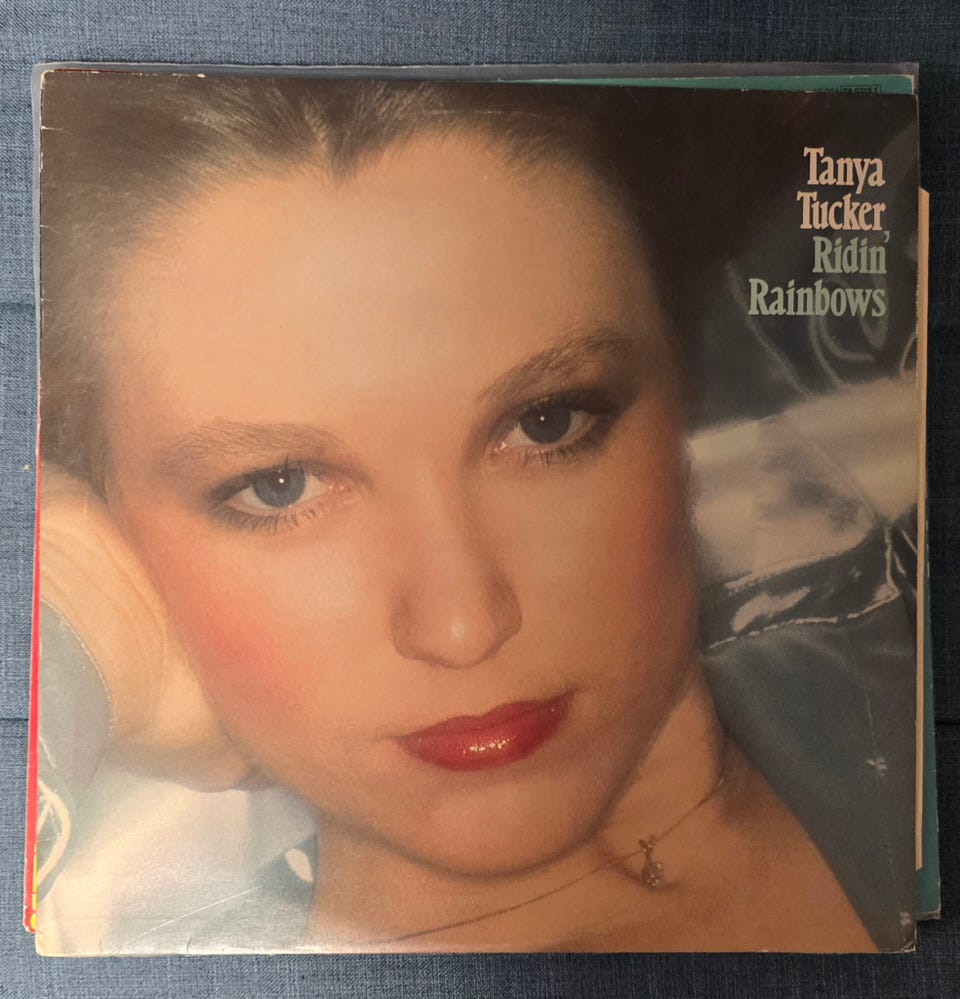 Tanya
Tucker,
Ridin'
Rainbows